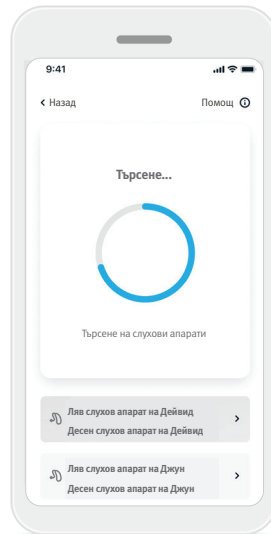 9:41
Назад
Помощ
Търсене...
Търсене на слухови апарати
Ляв слухов апарат на Дейвид
Десен слухов апарат на Дейвид
Ляв слухов апарат на Джун
Десен слухов апарат на Джун